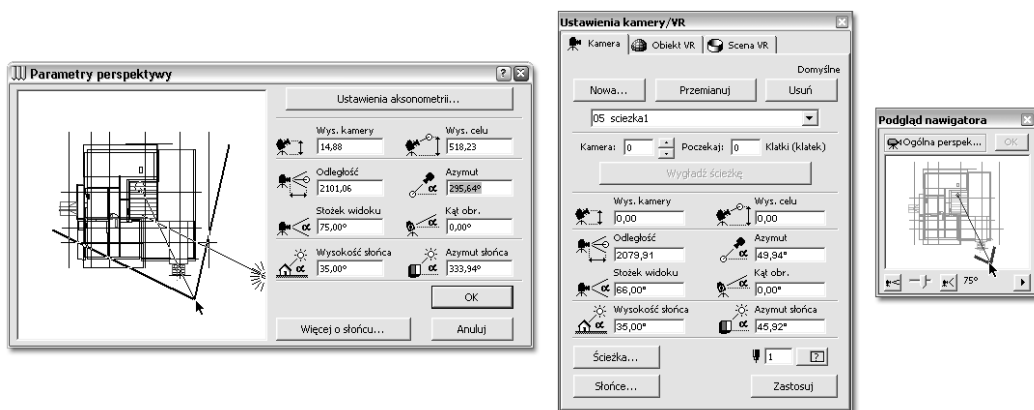 Parametry perspektywy
Ustawienia aksonometrii...
Wys. kamery
14,88
Wys. celu
518,23
Odległość
2101,06
Azymut
295,64°
Stożek widoku
75,00°
Kąt obr.
0,00°
Wysokość słońca
35,00°
Azymut słońca
333,94°
OK
Więcej o słońcu...
Anuluj
Ustawienia kamery/VR
Kamera
Obiekt VR
Scena VR
Domyślne
Nowa...
Przemianuj
Usuń
05 sciezka1
Kamera: 0
Poczekaj: 0
Klatki (klatek)
Wygładź ścieżkę
Wys. kamery
0,00
Wys. celu
0,00
Odległość
2079,91
Azymut
49,94°
Stożek widoku
66,00°
Kąt obr.
0,00°
Wysokość słońca
35,00°
Azymut słońca
45,92°
Ścieżka...
1
Słońce...
Zastosuj
Podgląd nawigatora
Ogólna perspek...
OK
75°